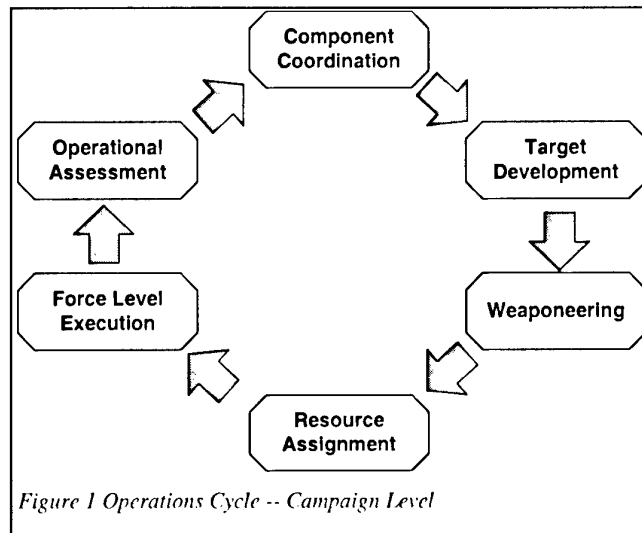 Component
Coordination
Operational
Assessment
Target
Development
Force Level
Execution
Weaponeering
Resource
Assignment
Figure 1 Operations Cycle -- Campaign Level